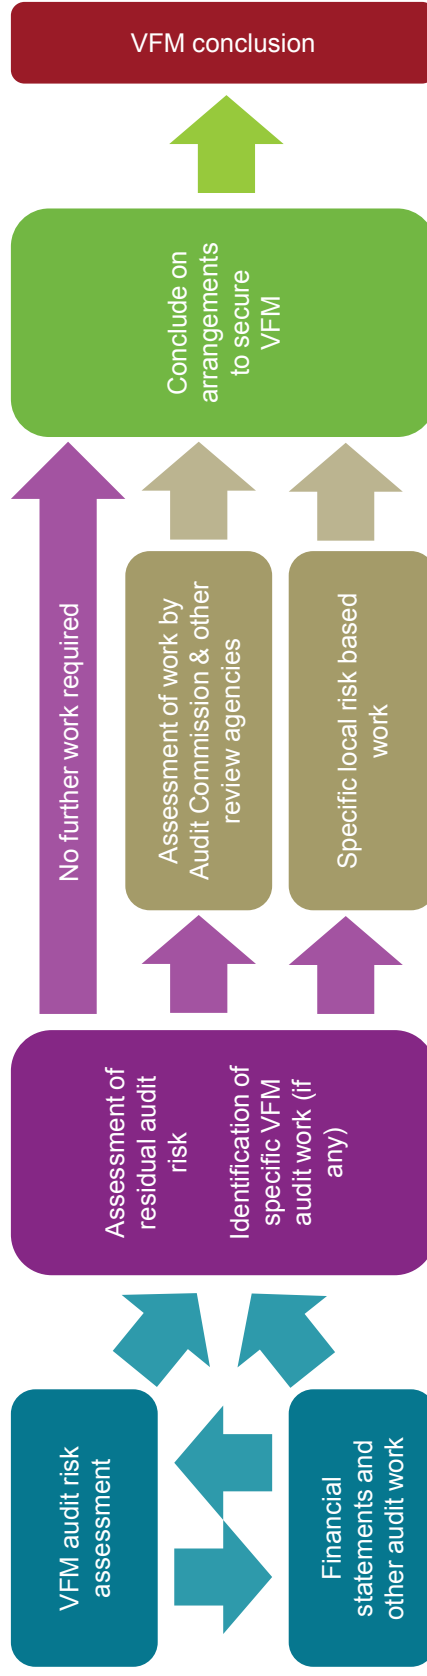 VFM audit risk
assessment
Financial
statements and
other audit work
Assessment of
residual audit
risk
Identification of
specific VFM
audit work (if
any)
No further work required
Assessment of work by
Audit Commission & other
review agencies
Specific local risk based
work
Conclude on
arrangements
to secure
VFM
VFM conclusion